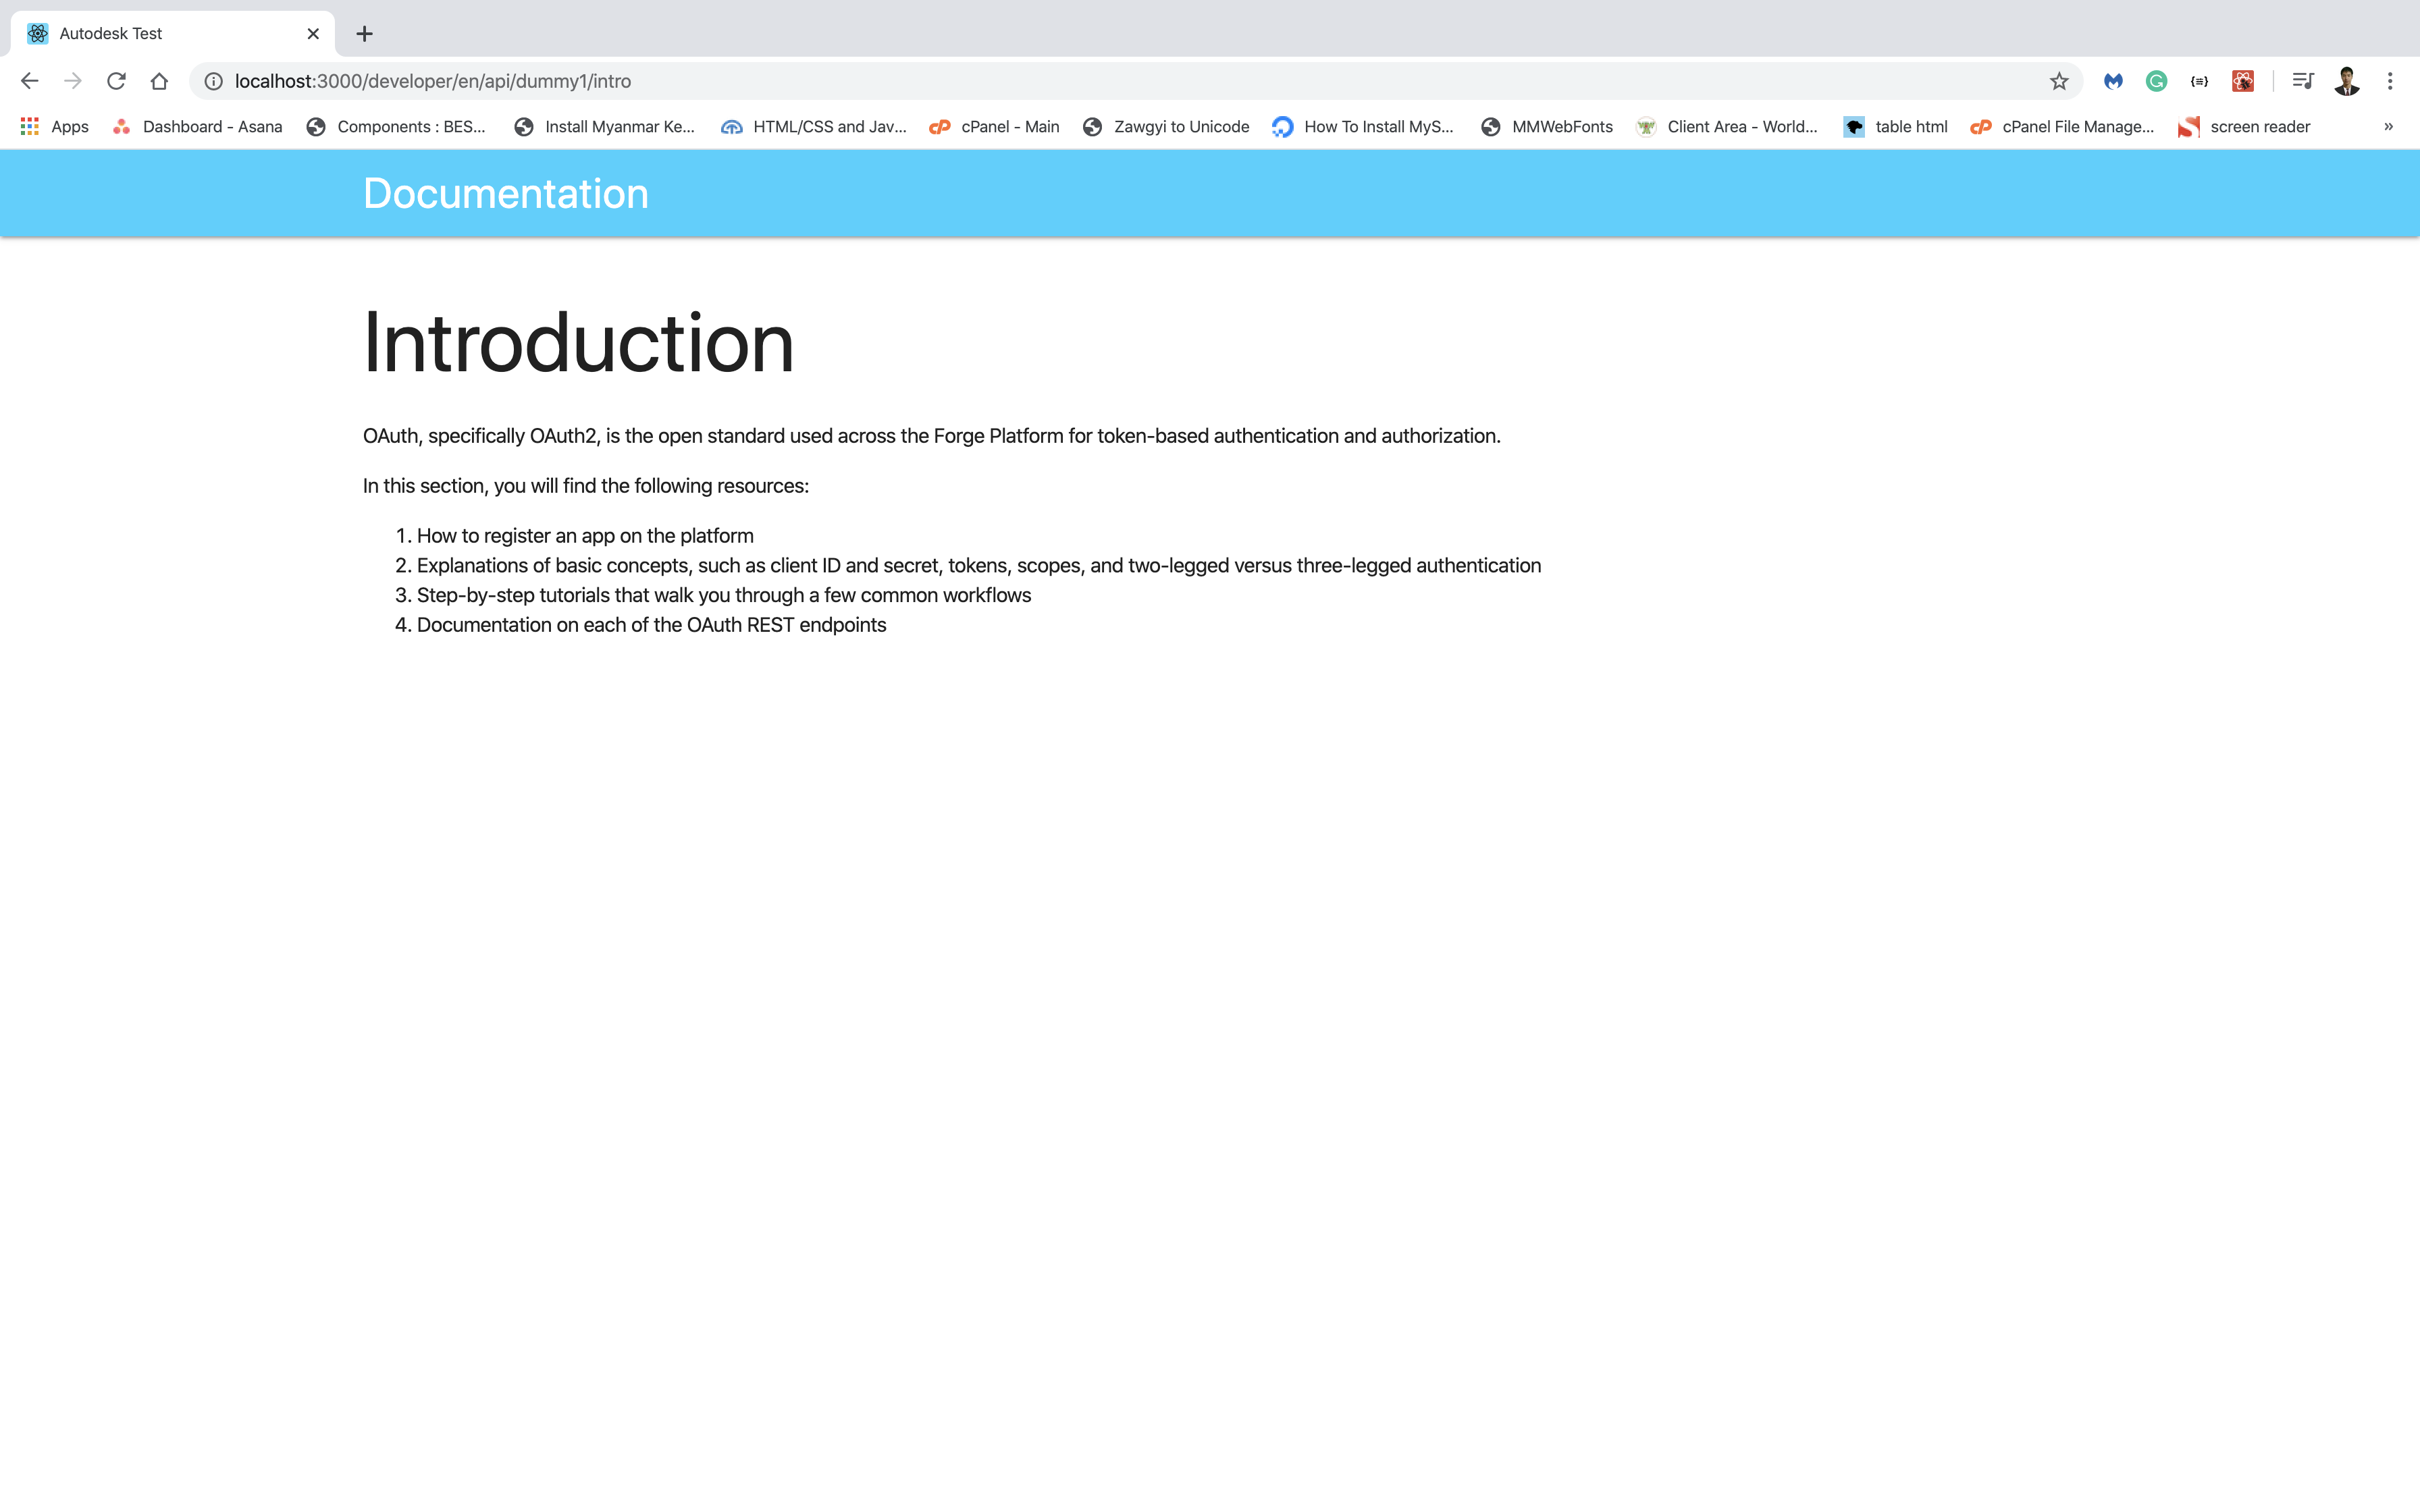 Autodesk Test
localhost:3000/developer/en/api/dummy1/intro
Apps Dashboard - Asana Components : BES... Install Myanmar Ke... HTML/CSS and Jav... cPanel - Main Zawgyi to Unicode How To Install MyS... MMWebFonts Client Area - World... table html cPanel File Manage... screen reader »
Documentation
Introduction
OAuth, specifically OAuth2, is the open standard used across the Forge Platform for token-based authentication and authorization.
In this section, you will find the following resources:
1. How to register an app on the platform
2. Explanations of basic concepts, such as client ID and secret, tokens, scopes, and two-legged versus three-legged authentication
3. Step-by-step tutorials that walk you through a few common workflows
4. Documentation on each of the OAuth REST endpoints